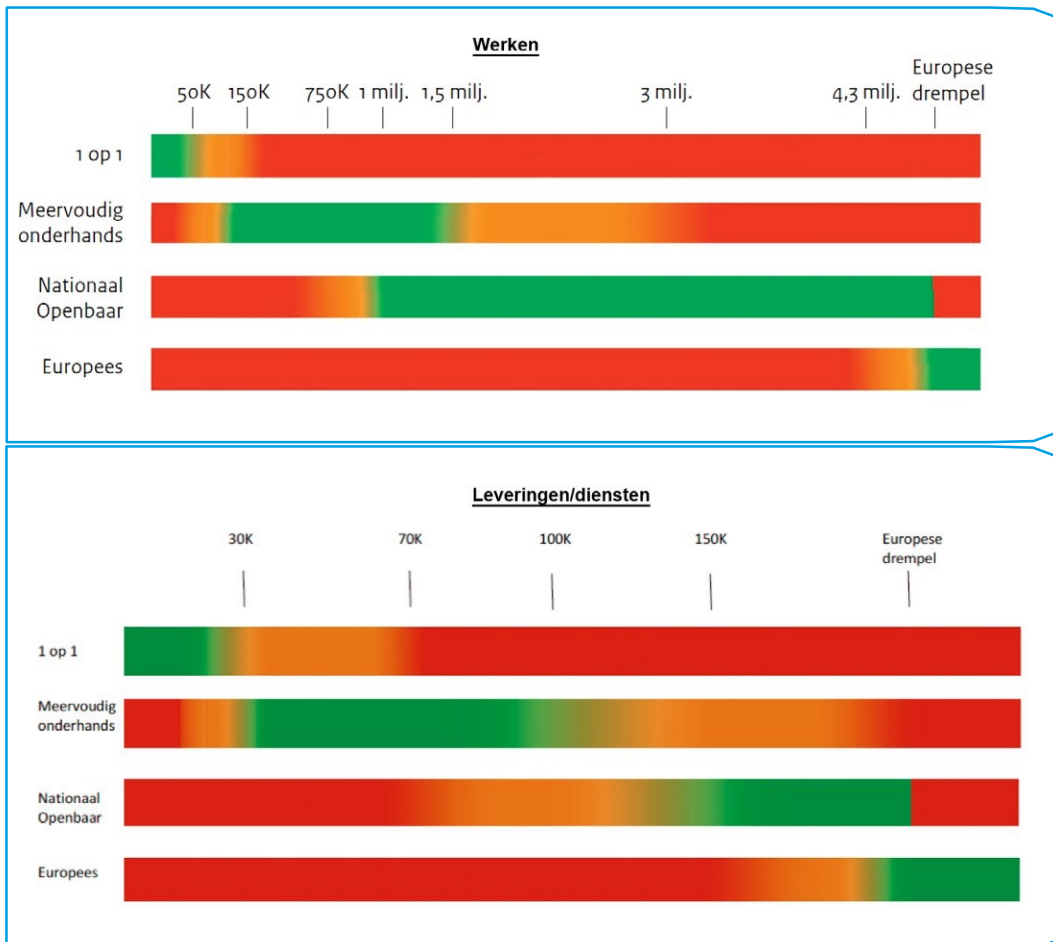 Werken
50K 150K 750K 1 milj. 1,5 milj. 3 milj. 4,3 milj. Europese
drempel
1 op 1
Meervoudig
onderhands
Nationaal
Openbaar
Europees
Leveringen/diensten
30K 70K 100K 150K Europese
drempel
1 op 1
Meervoudig
onderhands
Nationaal
Openbaar
Europees